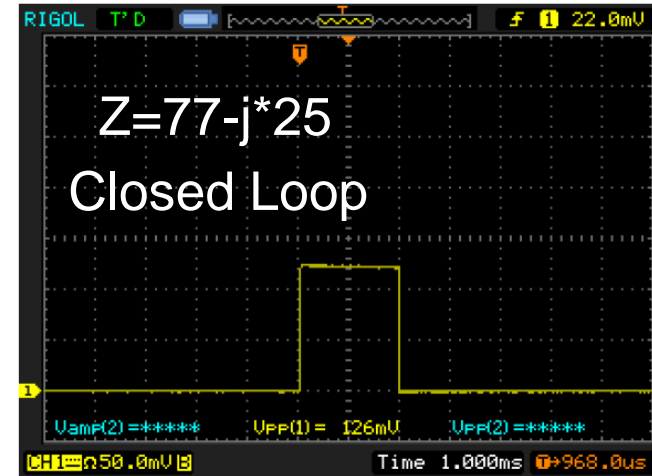 RIGOL T'D T f 1 22.0mV
T
Z=77-j*25
Closed Loop
1
Vamp(2)=***** Vpp(1)= 126mV Vpp(2)=*****
CH1 Ω 50.0mV B Time 1.000ms T→968.0us